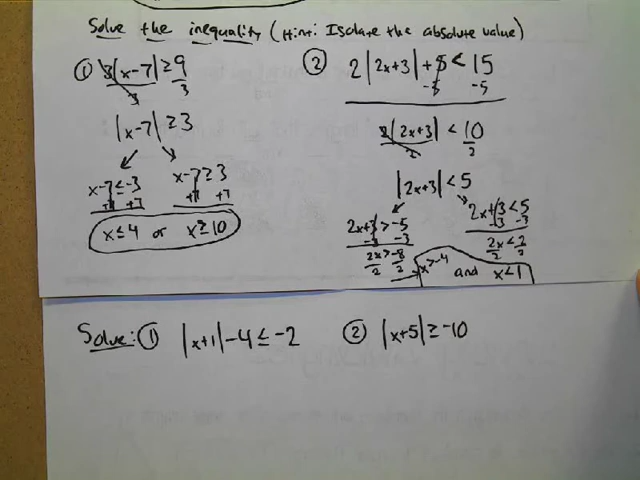 Solve the inequality (Hint: Isolate the absolute value)
① 3|x-7| ≥ 9
3 3
|x-7| ≥ 3
x-7 ≤ -3 x-7 ≥ 3
+7 +7 +7 +7
x ≤ 4 or x ≥ 10
② 2|2x+3| + 5 < 15
-5 -5
2|2x+3| < 10
2 2
|2x+3| < 5
2x+3 > -5 2x+3 < 5
-3 -3 -3 -3
2x > -8 2x < 2
2 2 2 2
x > -4 and x < 1
Solve: ① |x+1| - 4 ≤ -2 ② |x+5| ≥ -10